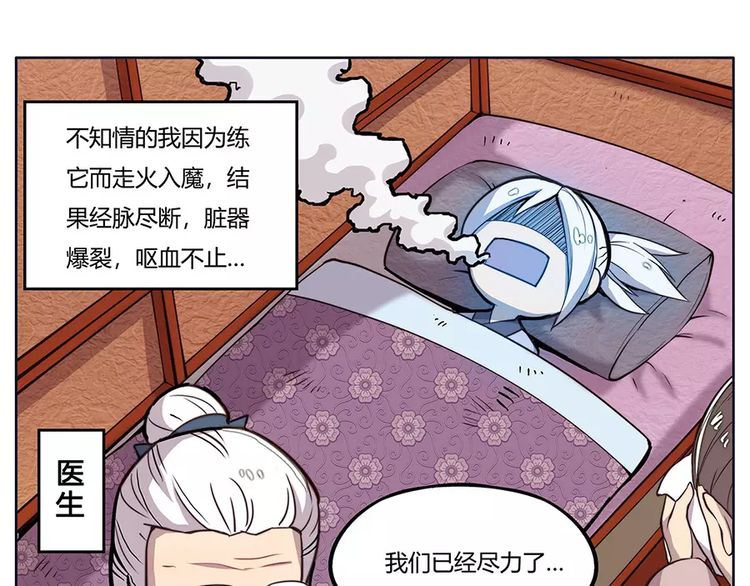 不知情的我因为练
它而走火入魔，结
果经脉尽断，脏器
爆裂，呕血不止...
医生
我们已经尽力了...